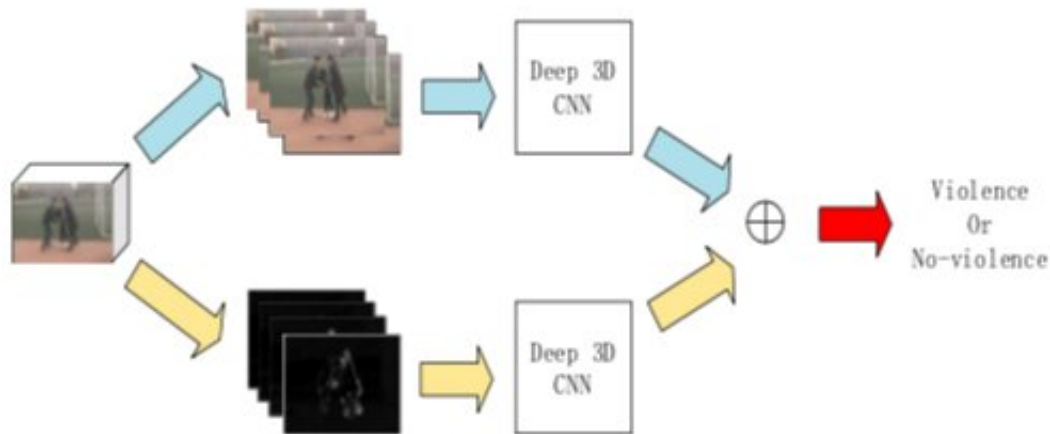 Deep 3D
CNN
Violence
Or
No-violence
Deep 3D
CNN